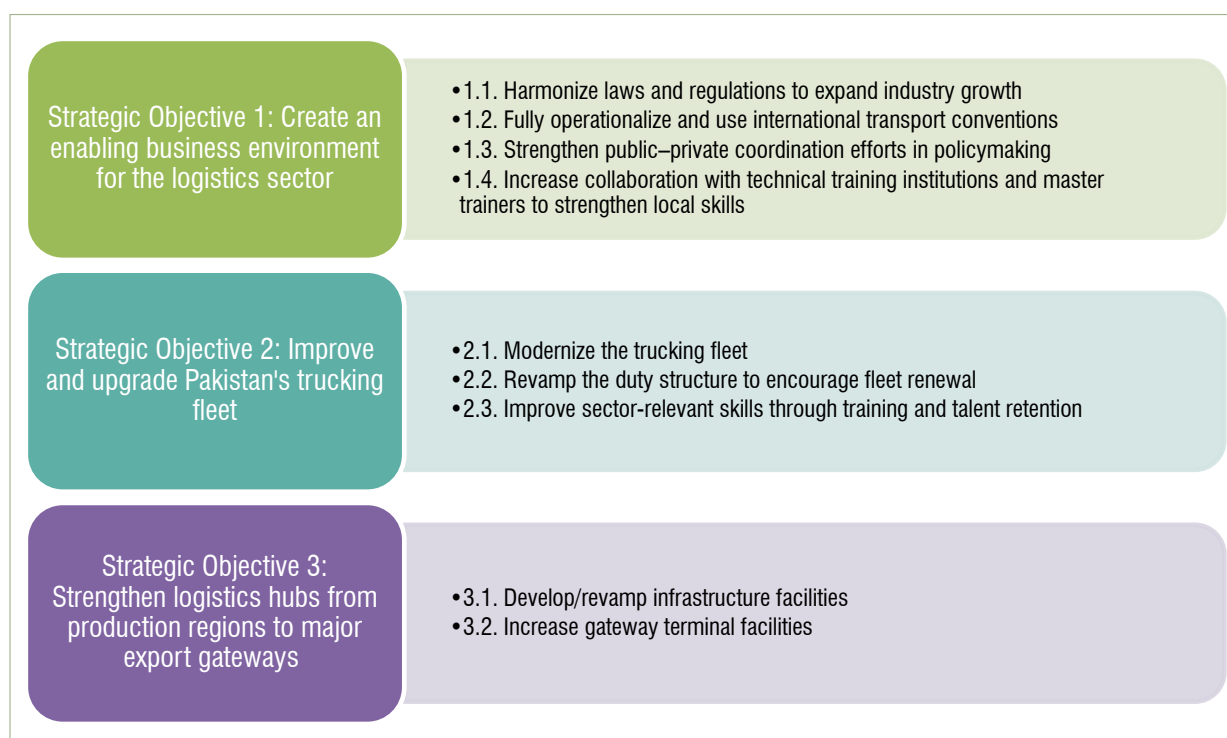 Strategic Objective 1: Create an
enabling business environment
for the logistics sector
•1.1. Harmonize laws and regulations to expand industry growth
•1.2. Fully operationalize and use international transport conventions
•1.3. Strengthen public–private coordination efforts in policymaking
•1.4. Increase collaboration with technical training institutions and master
trainers to strengthen local skills
Strategic Objective 2: Improve
and upgrade Pakistan's trucking
fleet
•2.1. Modernize the trucking fleet
•2.2. Revamp the duty structure to encourage fleet renewal
•2.3. Improve sector-relevant skills through training and talent retention
Strategic Objective 3:
Strengthen logistics hubs from
production regions to major
export gateways
•3.1. Develop/revamp infrastructure facilities
•3.2. Increase gateway terminal facilities